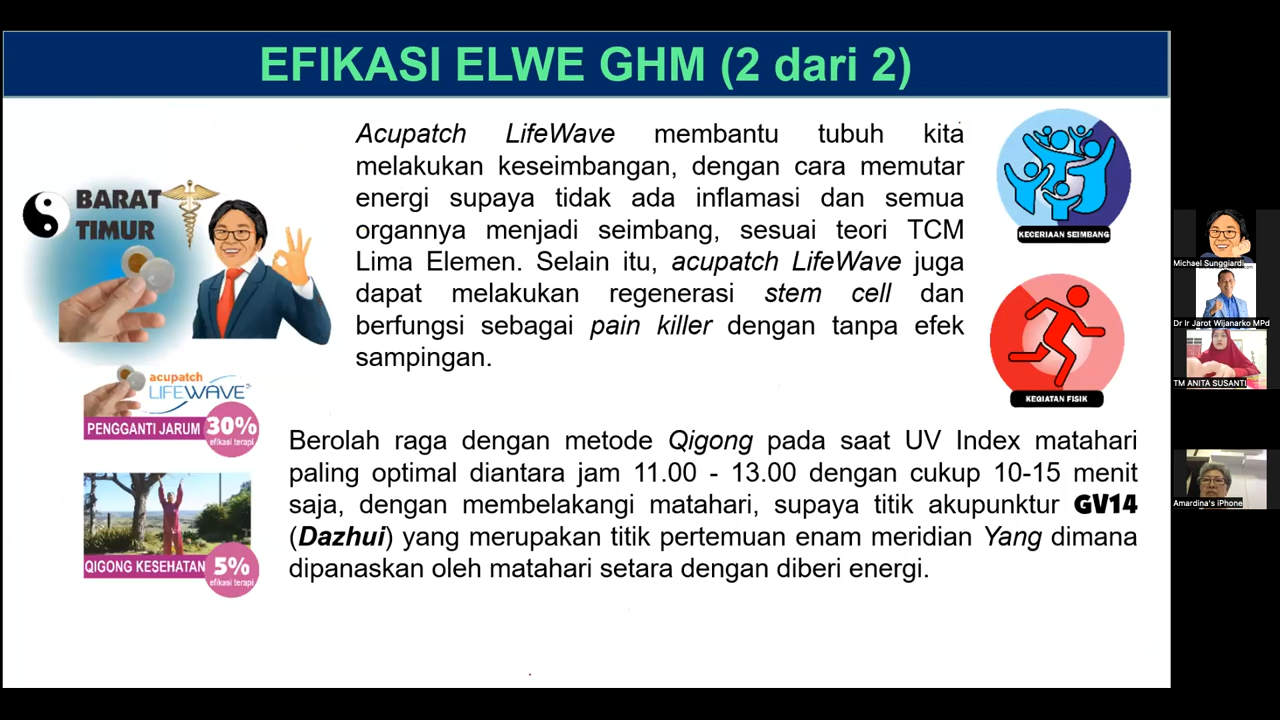 EFIKASI ELWE GHM (2 dari 2)
BARAT
TIMUR
Acupatch LifeWave membantu tubuh kita
melakukan keseimbangan, dengan cara memutar
energi supaya tidak ada inflamasi dan semua
organnya menjadi seimbang, sesuai teori TCM
Lima Elemen. Selain itu, acupatch LifeWave juga
dapat melakukan regenerasi stem cell dan
berfungsi sebagai pain killer dengan tanpa efek
sampingan.
KECERIAAN SEIMBANG
KEGIATAN FISIK
acupatch
LIFEWAVE
PENGGANTI JARUM 30%
efikasi terapi
Berolah raga dengan metode Qigong pada saat UV Index matahari
paling optimal diantara jam 11.00 - 13.00 dengan cukup 10-15 menit
saja, dengan membelakangi matahari, supaya titik akupunktur GV14
(Dazhui) yang merupakan titik pertemuan enam meridian Yang dimana
dipanaskan oleh matahari setara dengan diberi energi.
QIGONG KESEHATAN 5%
efikasi terapi
Michael Sunggiardi
Dr Ir Jarot Wijanarko MPd
TM ANITA SUSANTI
Amardina's iPhone